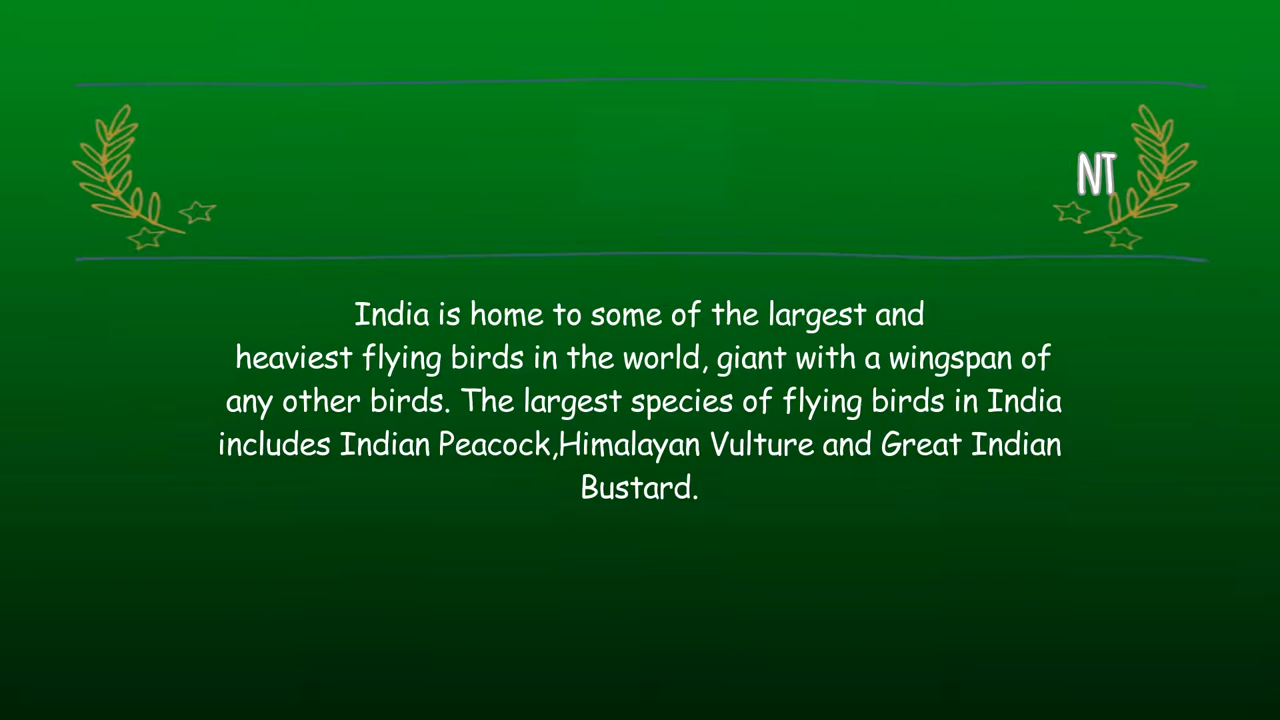 NT
India is home to some of the largest and
heaviest flying birds in the world, giant with a wingspan of
any other birds. The largest species of flying birds in India
includes Indian Peacock,Himalayan Vulture and Great Indian
Bustard.